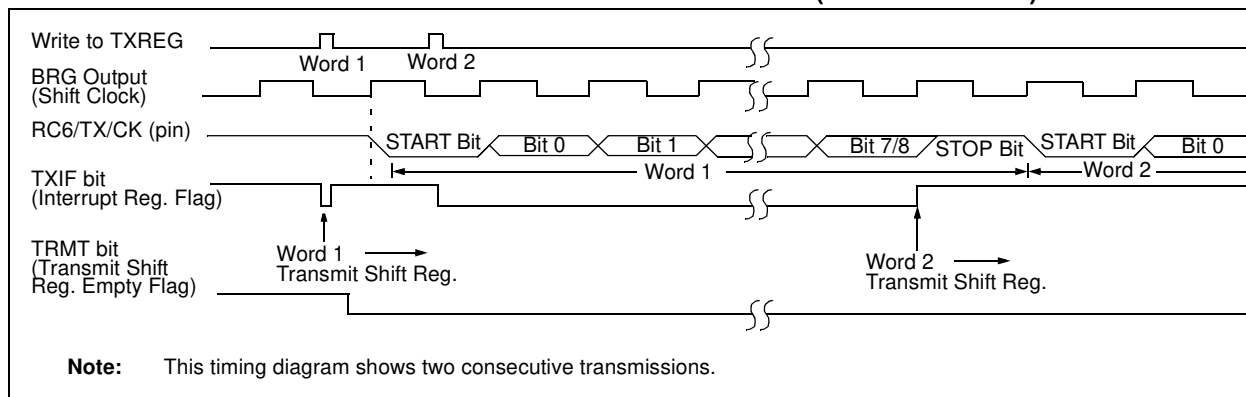 Write to TXREG
Word 1
Word 2
BRG Output
(Shift Clock)
RC6/TX/CK (pin)
START Bit
Bit 0
Bit 1
Bit 7/8
STOP Bit
START Bit
Bit 0
Word 1
Word 2
TXIF bit
(Interrupt Reg. Flag)
Word 1
Transmit Shift Reg.
Word 2
Transmit Shift Reg.
TRMT bit
(Transmit Shift
Reg. Empty Flag)
Note: This timing diagram shows two consecutive transmissions.